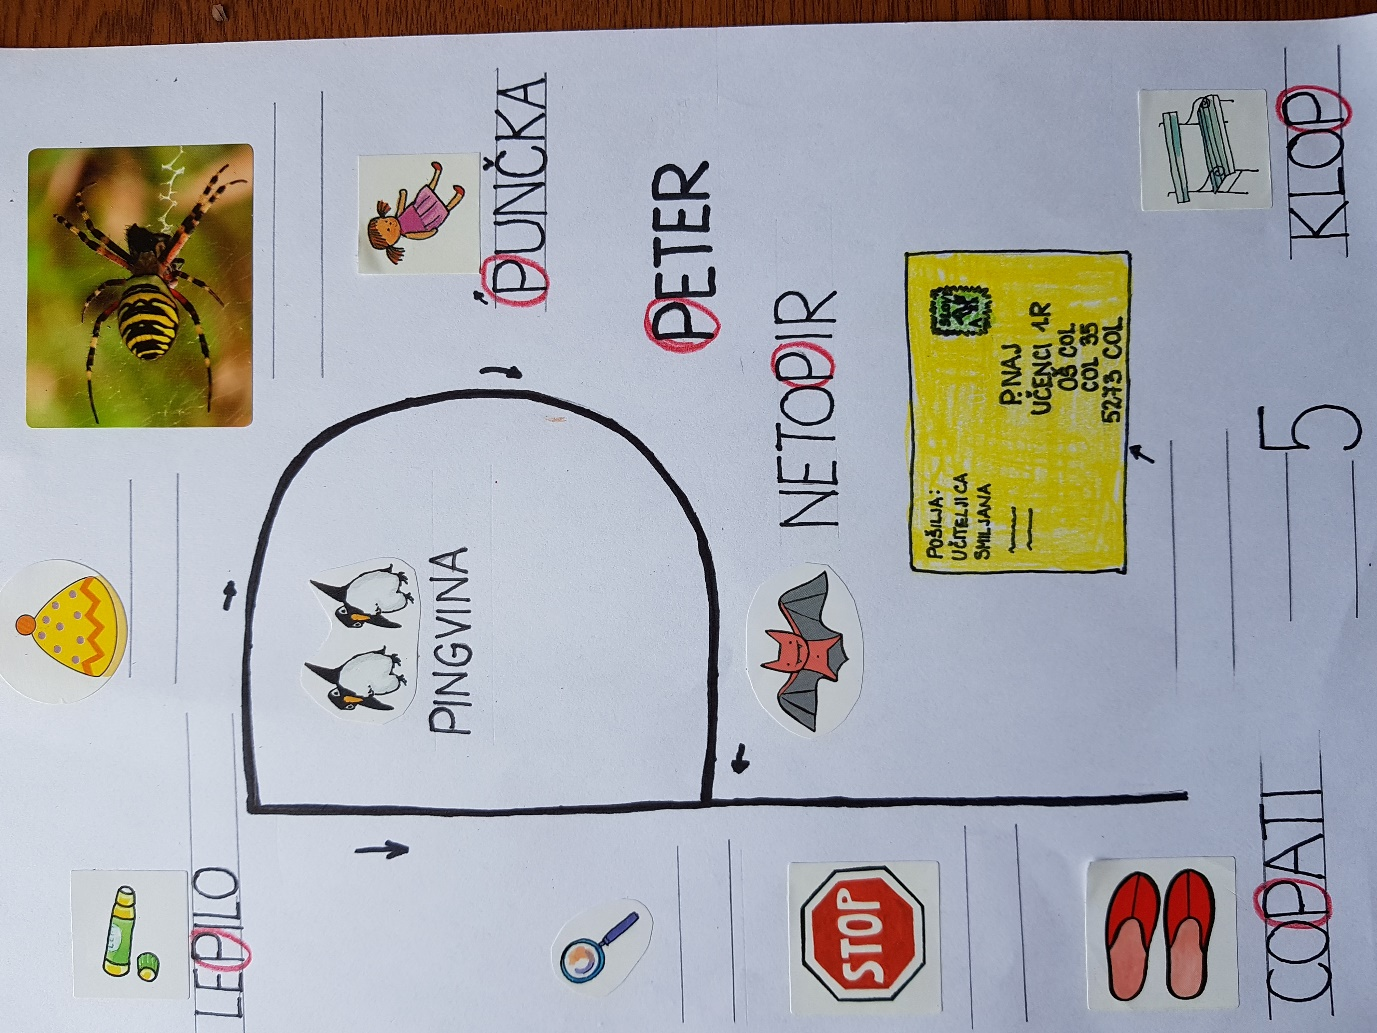 LEPILO
PINGVINA
PUNČKA
PETER
NETOPIR
STOP
POŠILJA:
UČITELJICA
SMILJANA
P.NAJ
UČENCI 1.R
OŠ COL
COL 35
5273 COL
COPATI
5
KLOP